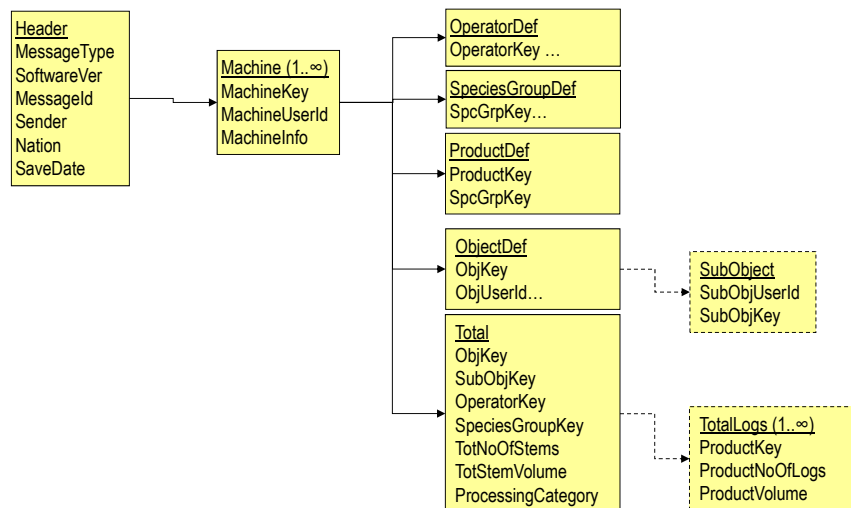 Header
MessageType
SoftwareVer
MessageId
Sender
Nation
SaveDate
Machine (1..∞)
MachineKey
MachineUserId
MachineInfo
OperatorDef
OperatorKey ...
SpeciesGroupDef
SpcGrpKey...
ProductDef
ProductKey
SpcGrpKey
ObjectDef
ObjKey
ObjUserId...
SubObject
SubObjUserId
SubObjKey
Total
ObjKey
SubObjKey
OperatorKey
SpeciesGroupKey
TotNoOfStems
TotStemVolume
ProcessingCategory
TotalLogs (1..∞)
ProductKey
ProductNoOfLogs
ProductVolume